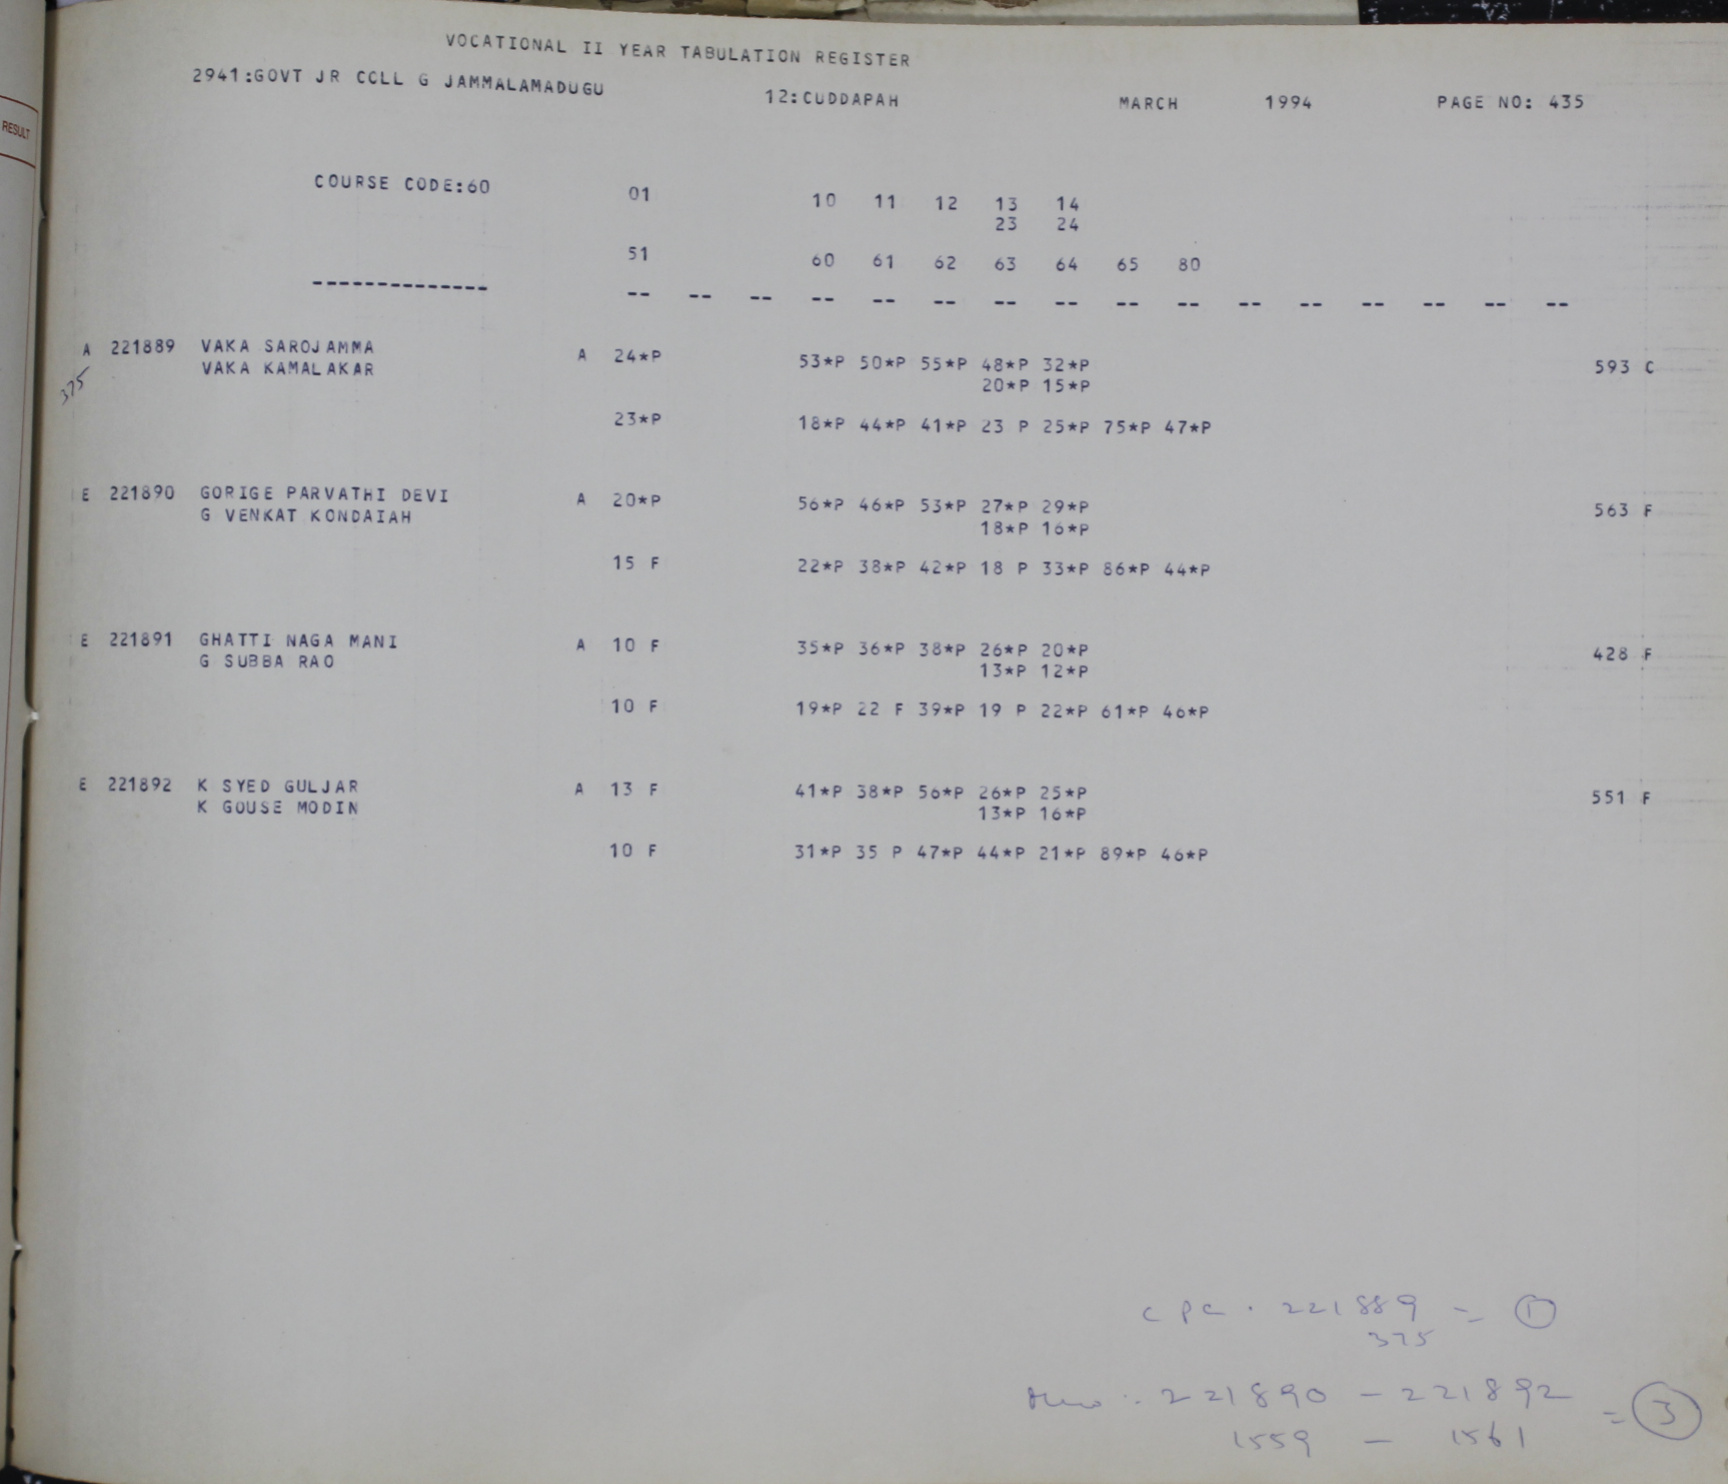 RESULT
VOCATIONAL II YEAR TABULATION REGISTER
2941:GOVT JR CCLL G JAMMALAMADUGU 12:CUDDAPAH MARCH 1994 PAGE NO: 435
COURSE CODE:60 01 10 11 12 13 14
23 24
51 60 61 62 63 64 65 80
-------------- -- -- -- -- -- -- -- -- -- -- -- -- -- -- -- --
A 221889 VAKA SAROJAMMA A 24*P 53*P 50*P 55*P 48*P 32*P 593 C
375 VAKA KAMALAKAR 20*P 15*P
23*P 18*P 44*P 41*P 23 P 25*P 75*P 47*P
E 221890 GORIGE PARVATHI DEVI A 20*P 56*P 46*P 53*P 27*P 29*P 563 F
G VENKAT KONDAIAH 18*P 16*P
15 F 22*P 38*P 42*P 18 P 33*P 86*P 44*P
E 221891 GHATTI NAGA MANI A 10 F 35*P 36*P 38*P 26*P 20*P 428 F
G SUBBA RAO 13*P 12*P
10 F 19*P 22 F 39*P 19 P 22*P 61*P 46*P
E 221892 K SYED GULJAR A 13 F 41*P 38*P 56*P 26*P 25*P 551 F
K GOUSE MODIN 13*P 16*P
10 F 31*P 35 P 47*P 44*P 21*P 89*P 46*P
c p c . 221889 = 1
375
: 221890 - 221892 = 3
1559 - 1561